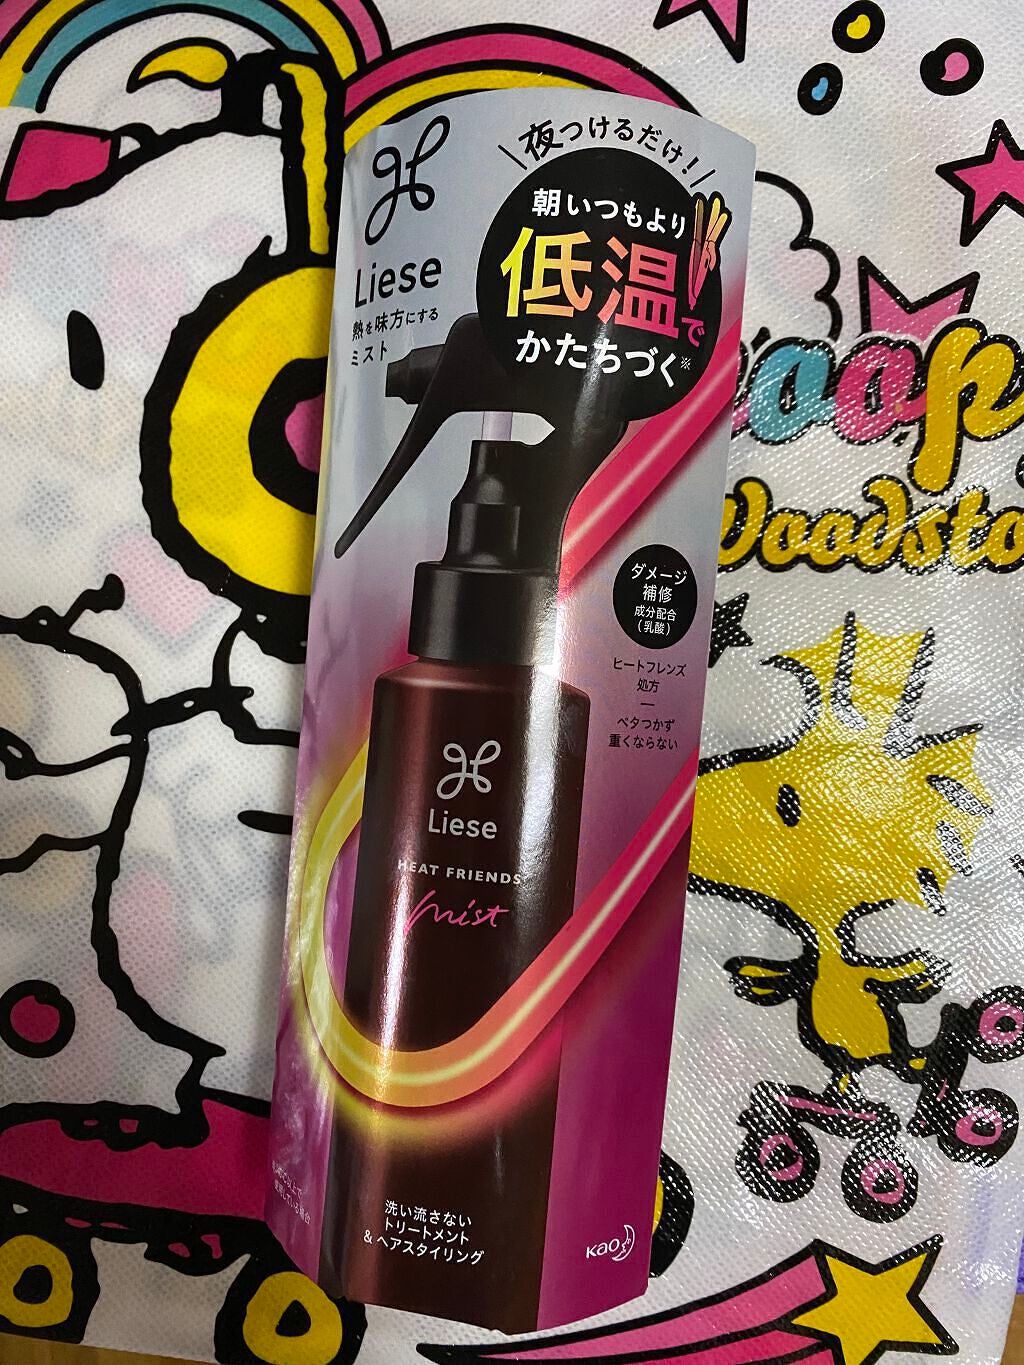 \夜つけるだけ!/
朝いつもより
低温で
かたちづく※
Liese
熱を味方にする
ミスト
ダメージ
補修
成分配合
(乳酸)
ヒートフレンズ
処方
ベタつかず
重くならない
Liese
HEAT FRIENDS
mist
洗い流さない
トリートメント
& ヘアスタイリング
Kao
oop
Woodsto